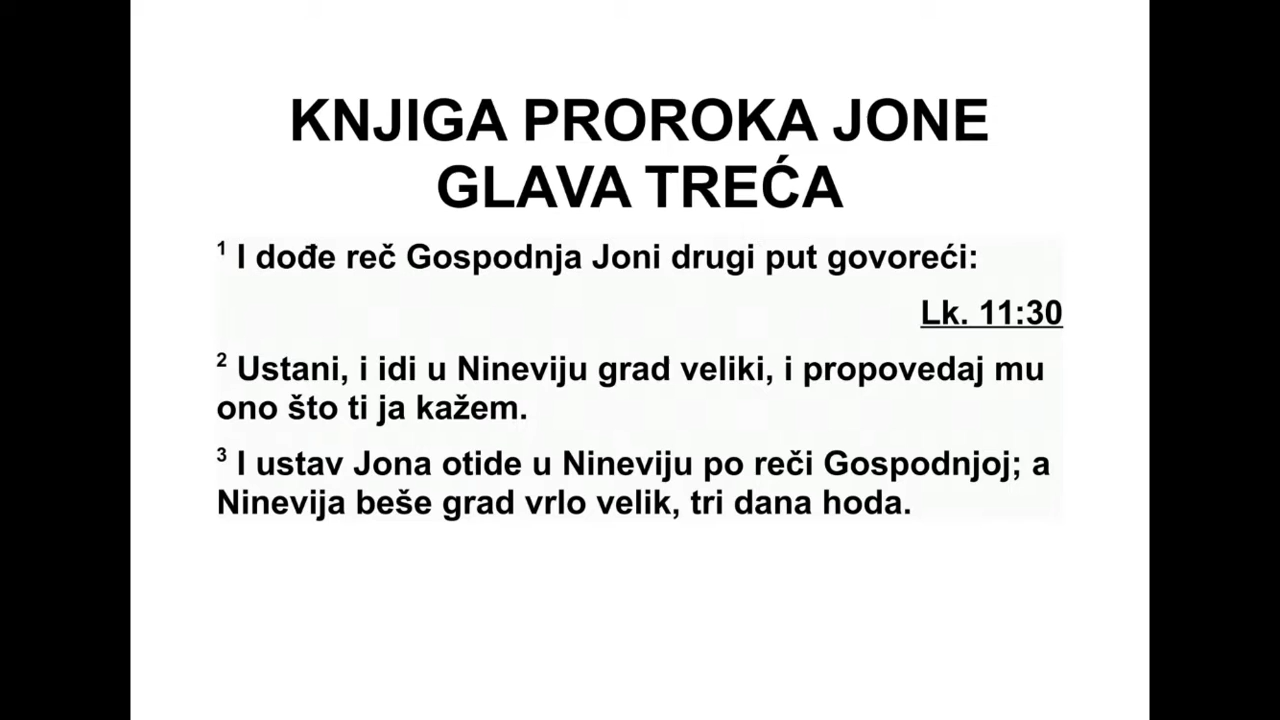 KNJIGA PROROKA JONE
GLAVA TREĆA
¹ I dođe reč Gospodnja Joni drugi put govoreći:
Lk. 11:30
² Ustani, i idi u Nineviju grad veliki, i propovedaj mu
ono što ti ja kažem.
³ I ustav Jona otide u Nineviju po reči Gospodnjoj; a
Ninevija beše grad vrlo velik, tri dana hoda.